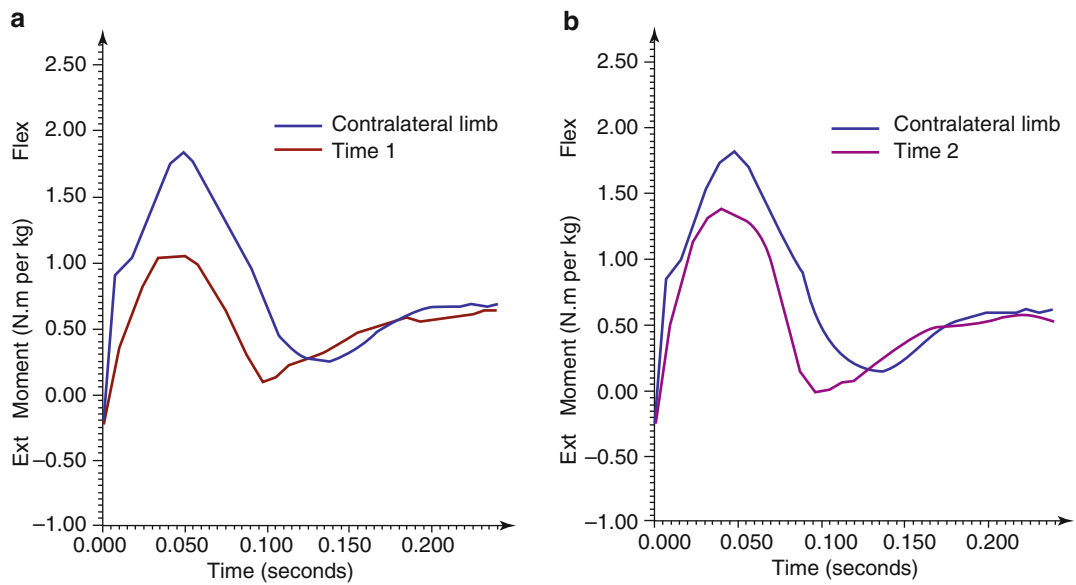 a
Ext Moment (N.m per kg) Flex
2.50
2.00
1.50
1.00
0.50
0.00
–0.50
–1.00
0.000 0.050 0.100 0.150 0.200
Time (seconds)
Contralateral limb
Time 1
b
Ext Moment (N.m per kg) Flex
2.50
2.00
1.50
1.00
0.50
0.00
–0.50
–1.00
0.000 0.050 0.100 0.150 0.200
Time (seconds)
Contralateral limb
Time 2